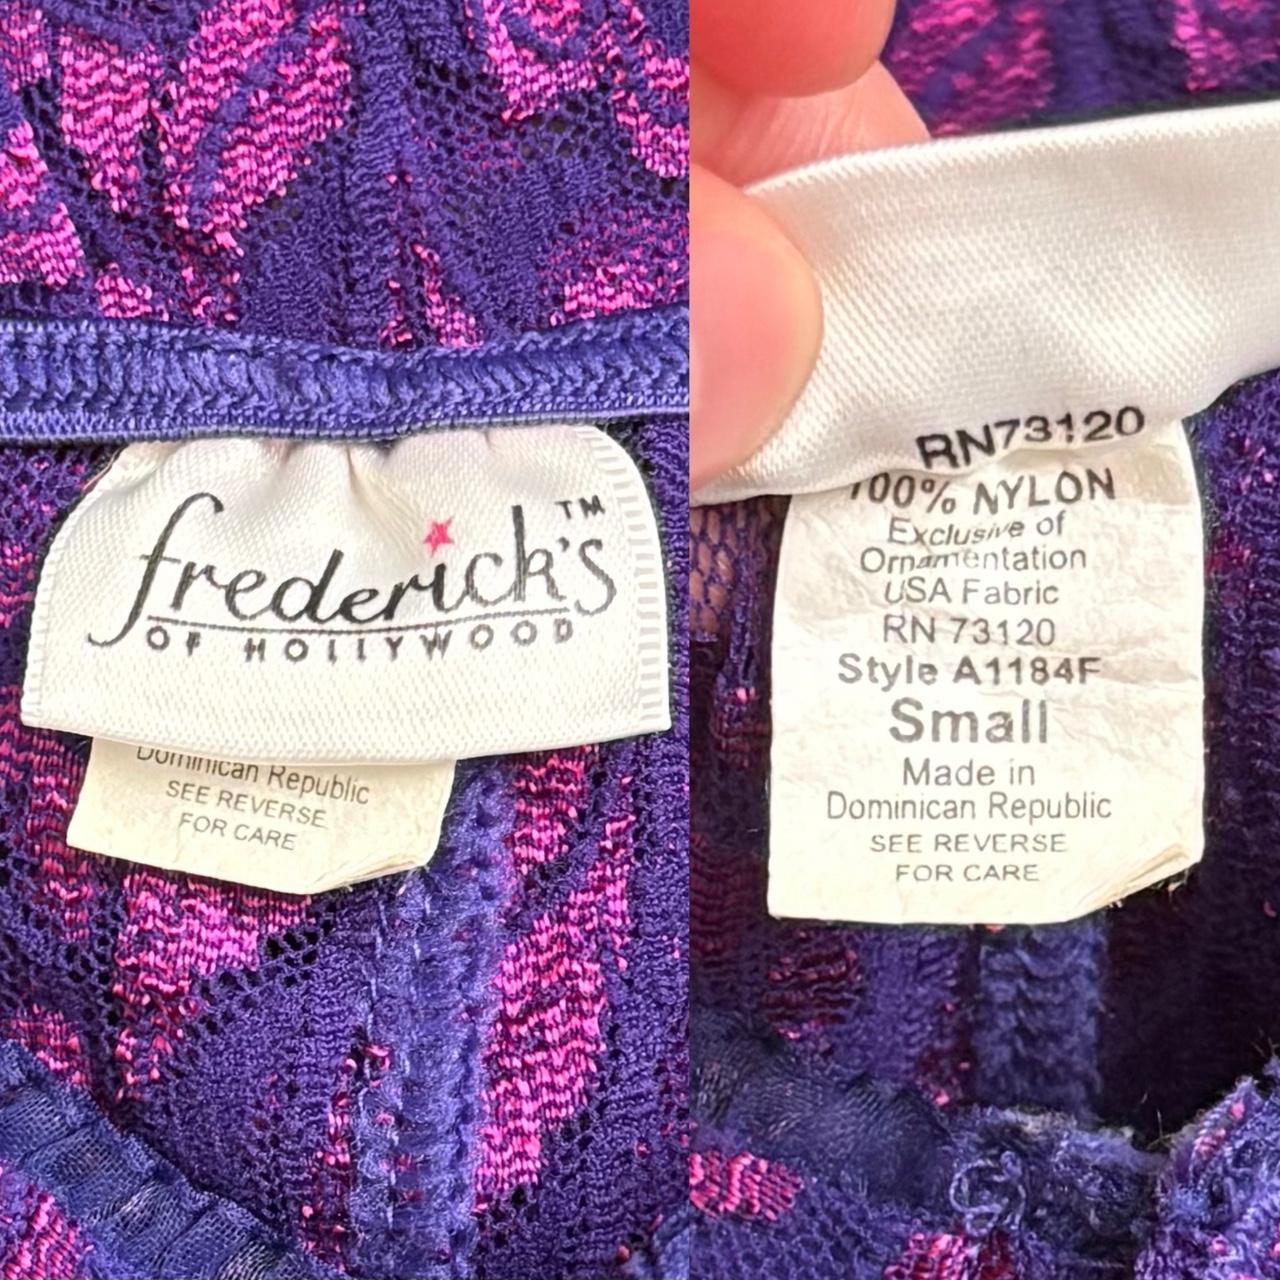 frederick's™
OF HOLLYWOOD
Dominican Republic
SEE REVERSE
FOR CARE
RN73120
100% NYLON
Exclusive of
Ornamentation
USA Fabric
RN 73120
Style A1184F
Small
Made in
Dominican Republic
SEE REVERSE
FOR CARE